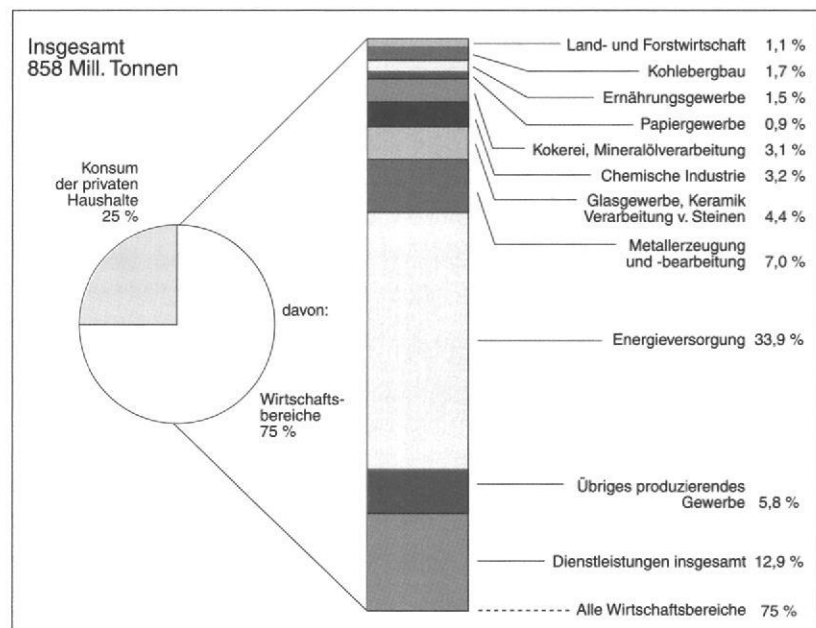 Insgesamt
858 Mill. Tonnen
Konsum
der privaten
Haushalte
25 %
davon:
Wirtschafts-
bereiche
75 %
Land- und Forstwirtschaft 1,1 %
Kohlebergbau 1,7 %
Ernährungsgewerbe 1,5 %
Papiergewerbe 0,9 %
Kokerei, Mineralölverarbeitung 3,1 %
Chemische Industrie 3,2 %
Glasgewerbe, Keramik
Verarbeitung v. Steinen 4,4 %
Metallerzeugung
und -bearbeitung 7,0 %
Energieversorgung 33,9 %
Übriges produzierendes
Gewerbe 5,8 %
Dienstleistungen insgesamt 12,9 %
Alle Wirtschaftsbereiche 75 %